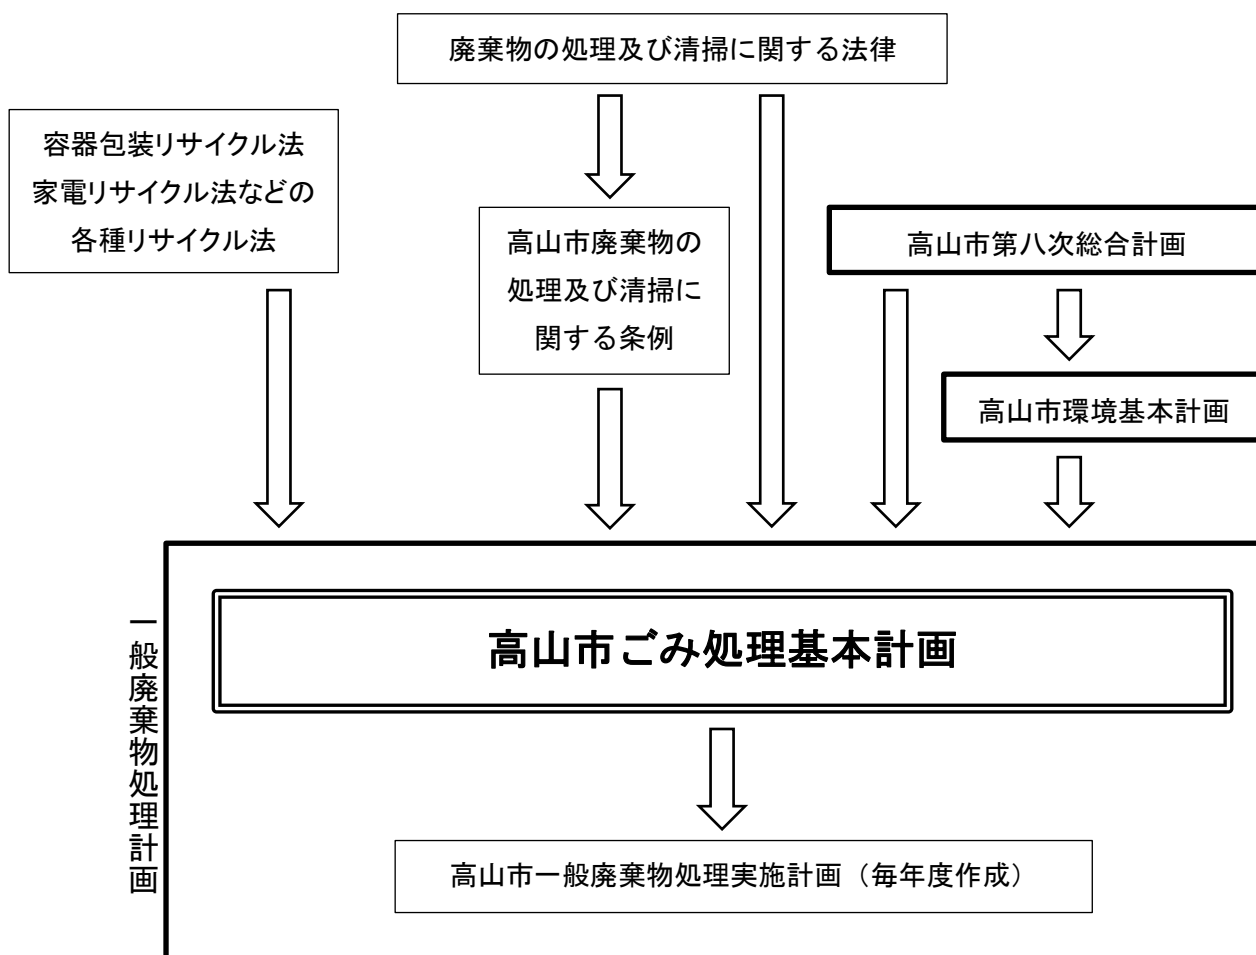 廃棄物の処理及び清掃に関する法律
容器包装リサイクル法
家電リサイクル法などの
各種リサイクル法
高山市廃棄物の
処理及び清掃に
関する条例
高山市第八次総合計画
高山市環境基本計画
一般廃棄物処理計画
高山市ごみ処理基本計画
高山市一般廃棄物処理実施計画（毎年度作成）